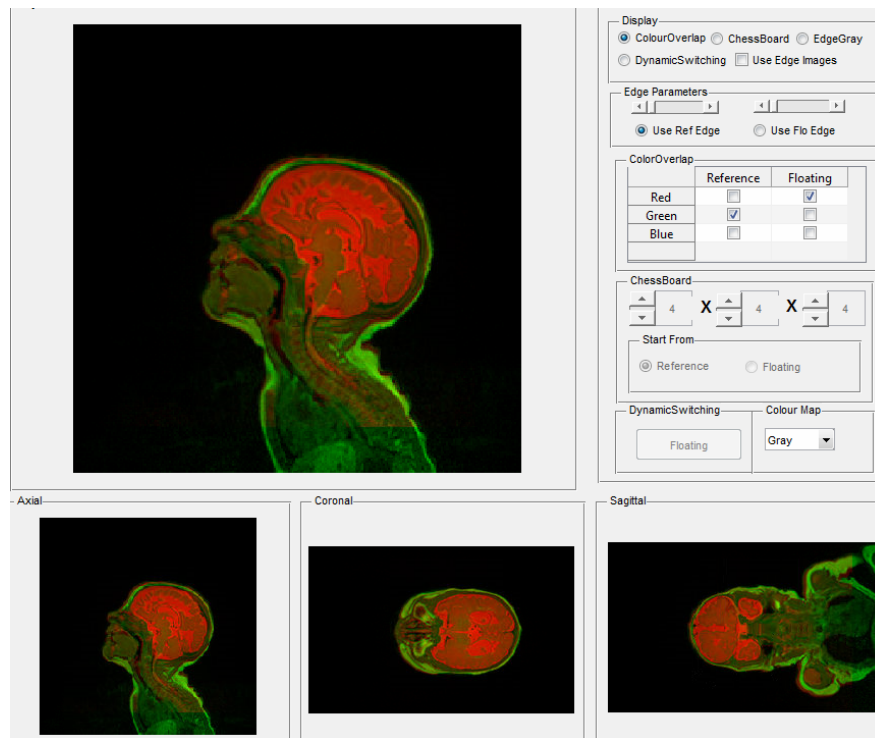 Display
ColourOverlap ChessBoard EdgeGray
DynamicSwitching Use Edge Images
Edge Parameters
Use Ref Edge Use Flo Edge
ColorOverlap
Reference Floating
Red
Green
Blue
ChessBoard
4 X 4 X 4
Start From
Reference Floating
DynamicSwitching Colour Map
Floating Gray
Axial Coronal Sagittal